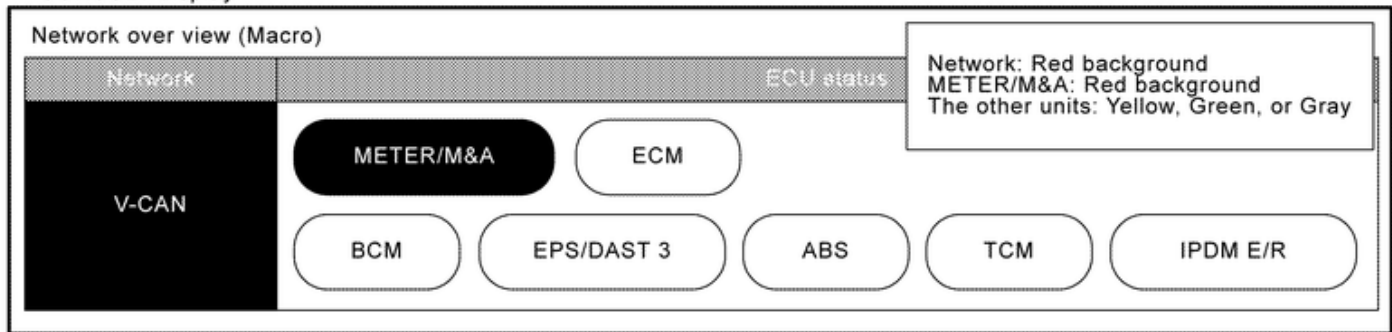 Network over view (Macro)
Network: Red background
METER/M&A: Red background
The other units: Yellow, Green, or Gray
Network
ECU status
METER/M&A
ECM
V-CAN
BCM
EPS/DAST 3
ABS
TCM
IPDM E/R